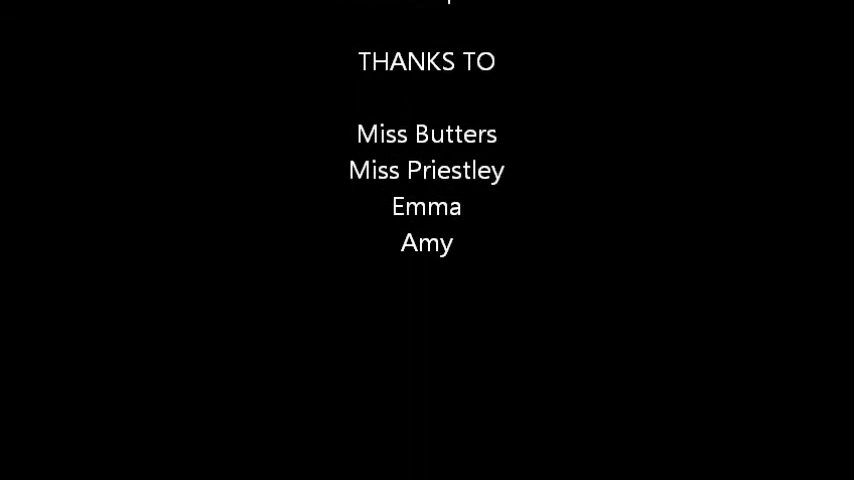 THANKS TO
Miss Butters
Miss Priestley
Emma
Amy